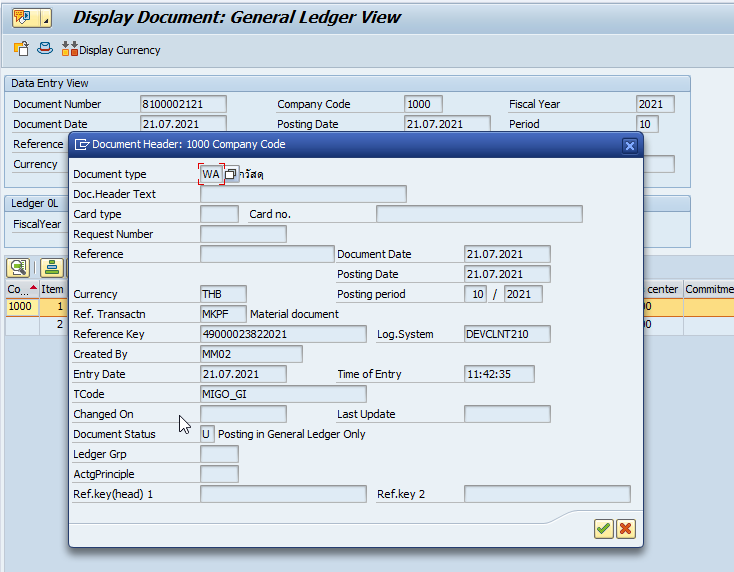 Display Document: General Ledger View
Display Currency
Data Entry View
Document Number 8100002121 Company Code 1000 Fiscal Year 2021
Document Date 21.07.2021 Posting Date 21.07.2021 Period 10
Reference
Currency
Ledger 0L
FiscalYear
Co... Item center Commitme
1000 1 00
2 00
Document Header: 1000 Company Code
Document type WA
Doc.Header Text
Card type Card no.
Request Number
Reference Document Date 21.07.2021
Posting Date 21.07.2021
Currency THB Posting period 10 / 2021
Ref. Transactn MKPF Material document
Reference Key 49000023822021 Log.System DEVCLNT210
Created By MM02
Entry Date 21.07.2021 Time of Entry 11:42:35
TCode MIGO_GI
Changed On Last Update
Document Status U Posting in General Ledger Only
Ledger Grp
ActgPrinciple
Ref.key(head) 1 Ref.key 2